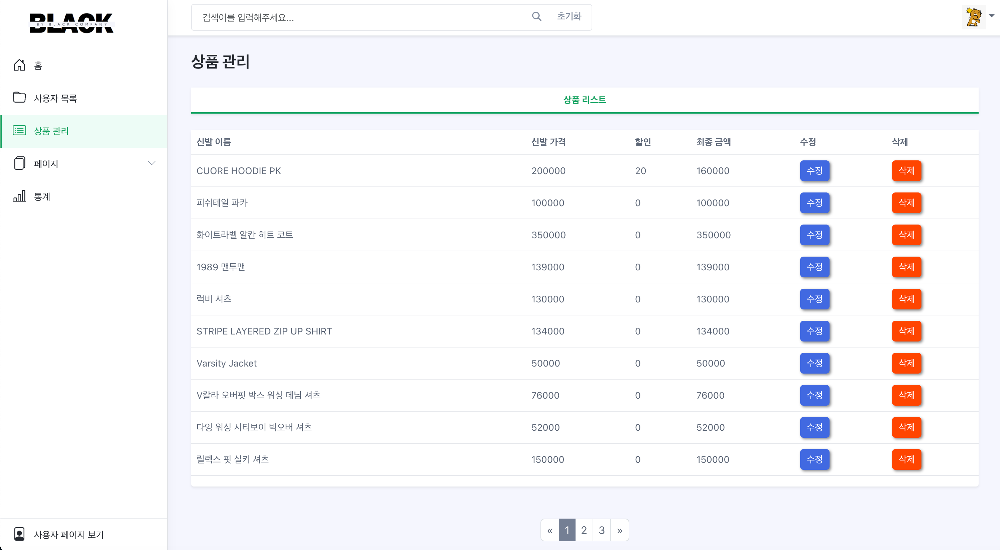 BLACK
BY BLACK COMPANY
검색어를 입력해주세요...
초기화
홈
사용자 목록
상품 관리
페이지
통계
사용자 페이지 보기
상품 관리
상품 리스트
신발 이름 신발 가격 할인 최종 금액 수정 삭제
CUORE HOODIE PK 200000 20 160000 수정 삭제
피쉬테일 파카 100000 0 100000 수정 삭제
화이트라벨 알칸 히트 코트 350000 0 350000 수정 삭제
1989 맨투맨 139000 0 139000 수정 삭제
럭비 셔츠 130000 0 130000 수정 삭제
STRIPE LAYERED ZIP UP SHIRT 134000 0 134000 수정 삭제
Varsity Jacket 50000 0 50000 수정 삭제
V칼라 오버핏 박스 워싱 데님 셔츠 76000 0 76000 수정 삭제
다잉 워싱 시티보이 빅오버 셔츠 52000 0 52000 수정 삭제
릴렉스 핏 실키 셔츠 150000 0 150000 수정 삭제
« 1 2 3 »